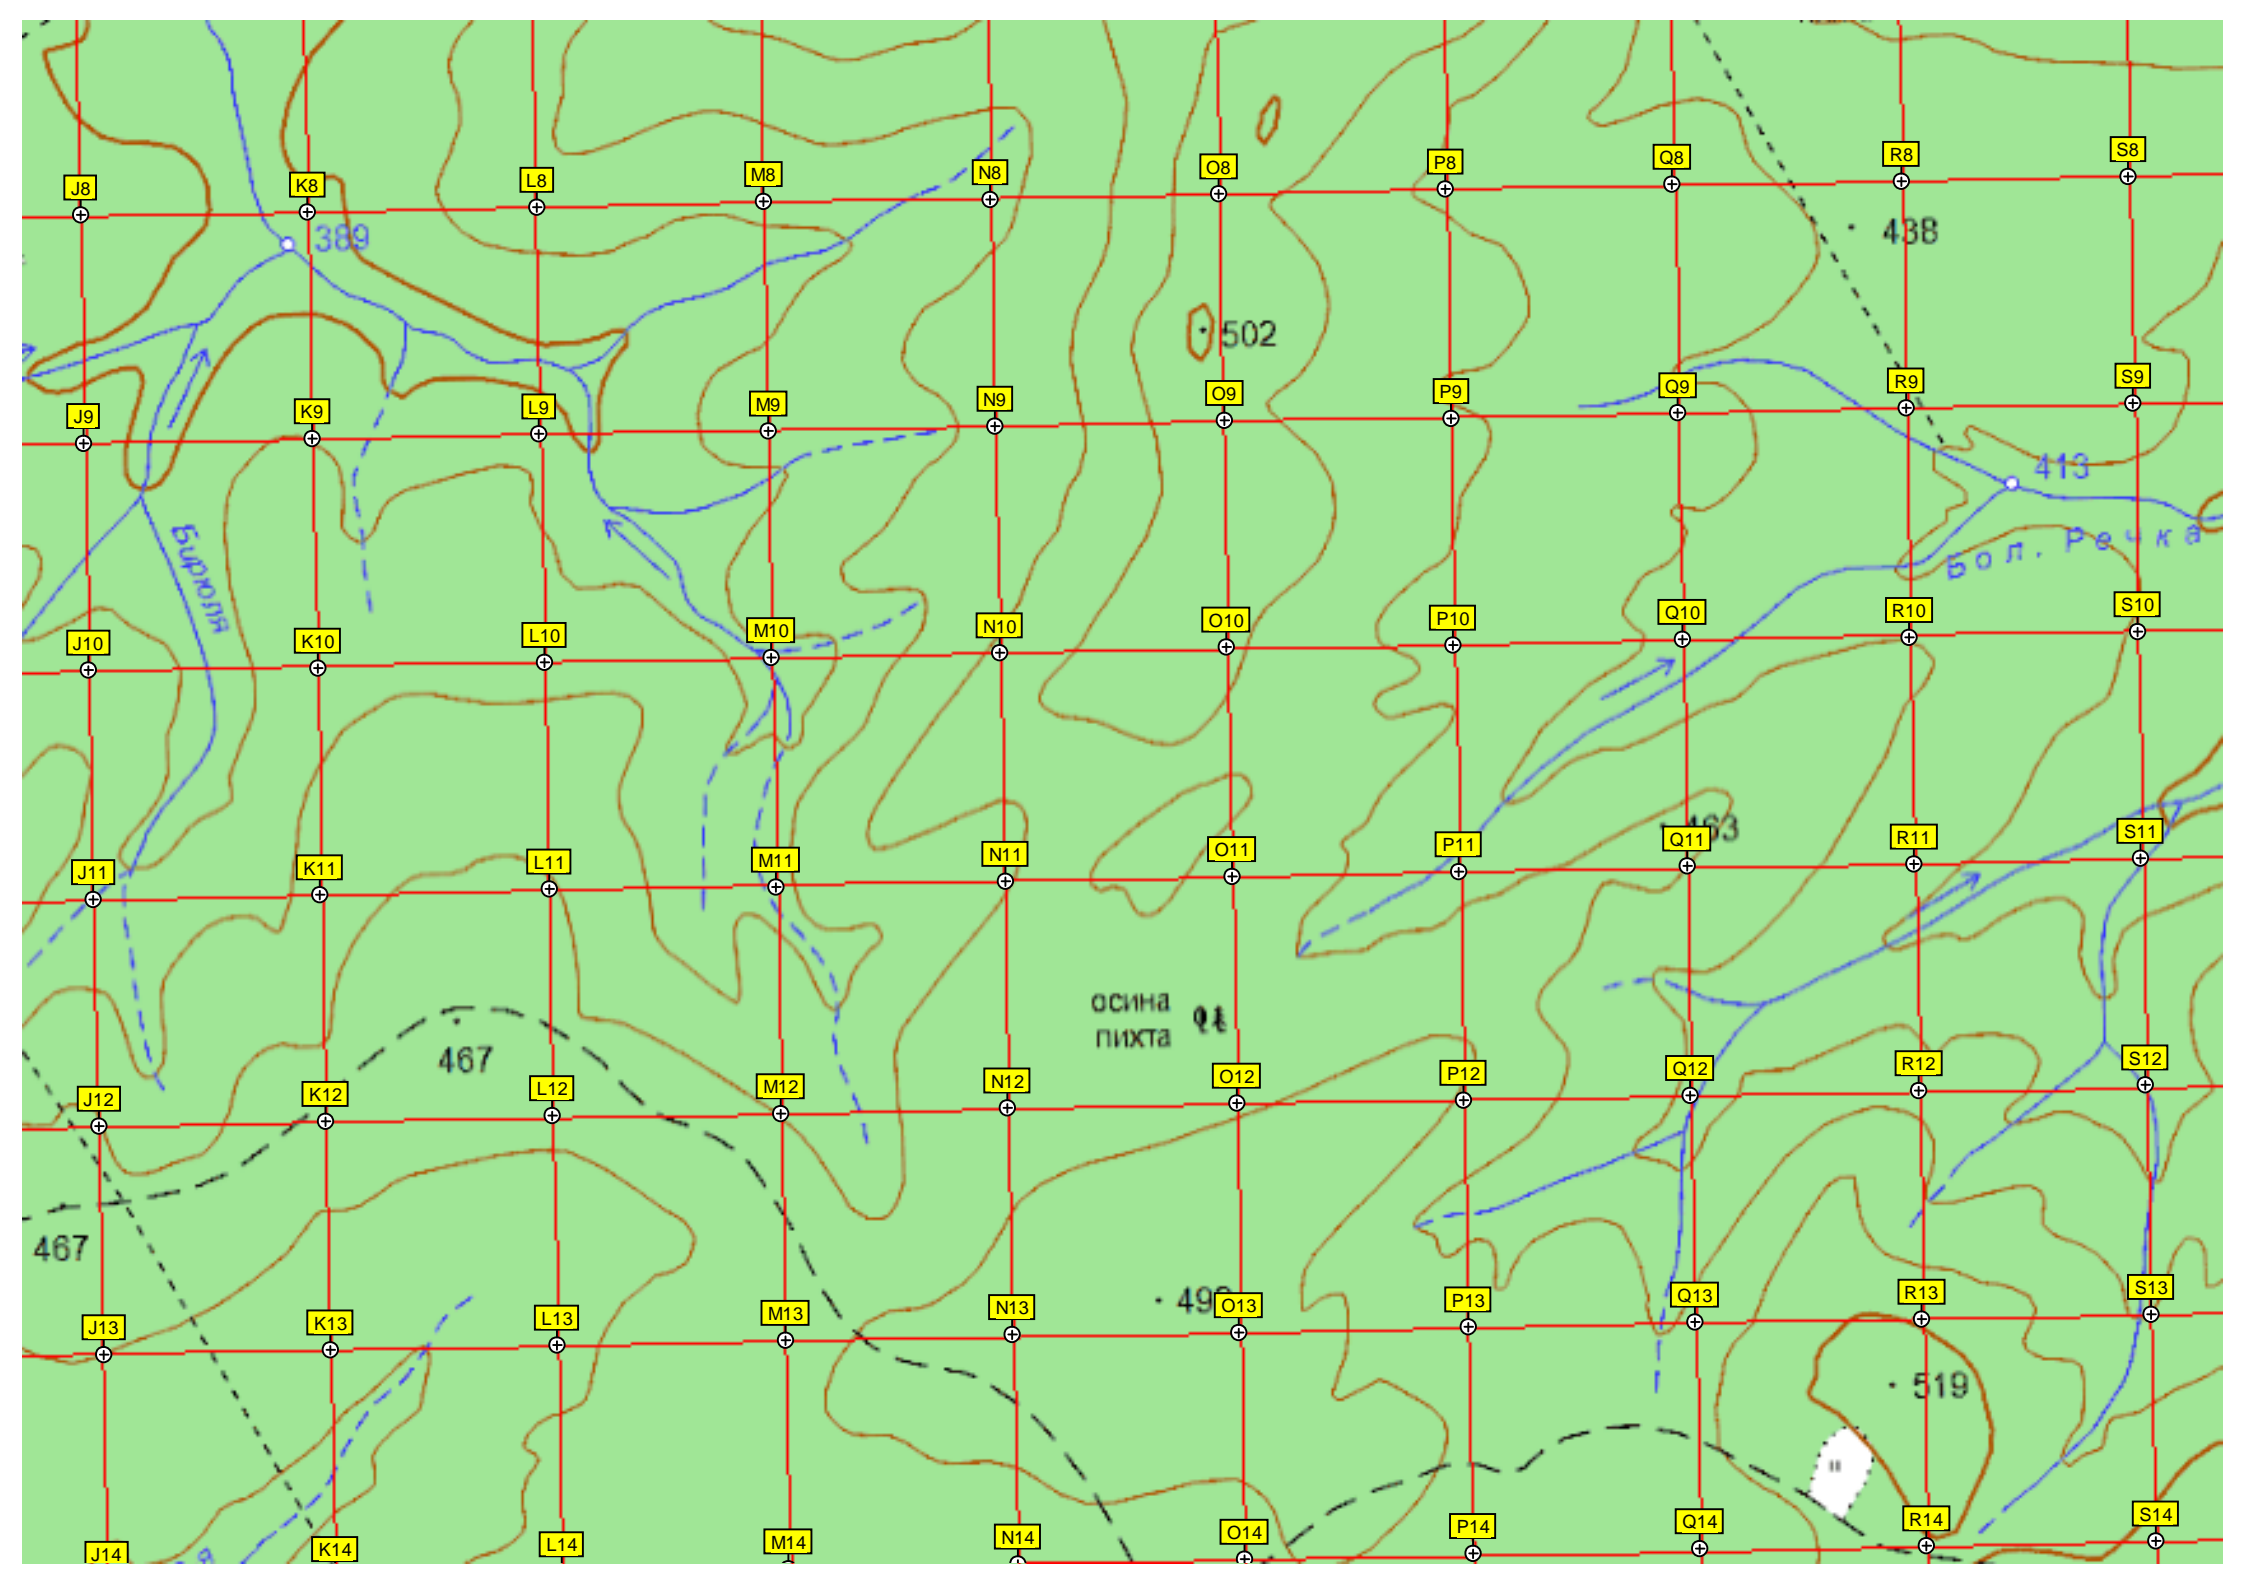 J8 K8 L8 M8 N8 O8 P8 Q8 R8 S8
389
438
502
J9 K9 L9 M9 N9 O9 P9 Q9 R9 S9
413
Бирюля
Бол. Речка
J10 K10 L10 M10 N10 O10 P10 Q10 R10 S10
463
J11 K11 L11 M11 N11 O11 P11 Q11 R11 S11
осина
пихта
467
J12 K12 L12 M12 N12 O12 P12 Q12 R12 S12
467
J13 K13 L13 M13 N13 O13 P13 Q13 R13 S13
519
J14 K14 L14 M14 N14 O14 P14 Q14 R14 S14